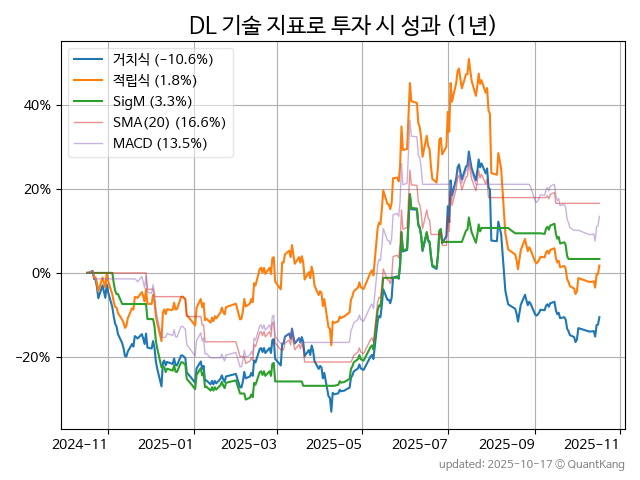 DL 기술 지표로 투자 시 성과 (1년)
거치식 (−10.6%)
적립식 (1.8%)
SigM (3.3%)
SMA(20) (16.6%)
MACD (13.5%)
40%
20%
0%
−20%
2024-11 2025-01 2025-03 2025-05 2025-07 2025-09 2025-11
updated: 2025-10-17 © QuantKang